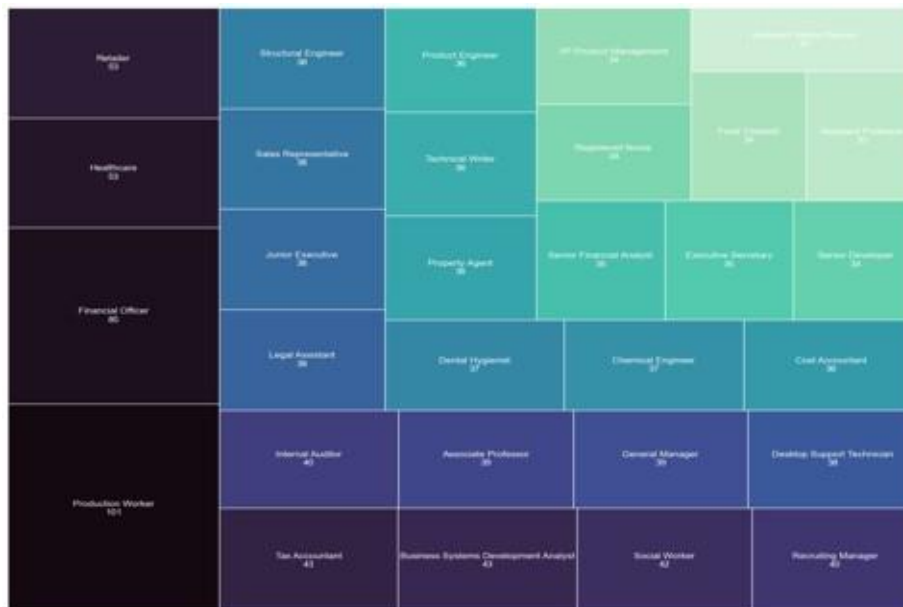 Retailer
53
Healthcare
53
Financial Officer
85
Production Worker
101
Structural Engineer
38
Sales Representative
38
Junior Executive
38
Legal Assistant
38
Product Engineer
36
Technical Writer
36
Property Agent
36
VP Product Management
34
Registered Nurse
Senior Financial Analyst
Executive Secretary
35
Senior Developer
34
Dental Hygienist
37
Chemical Engineer
37
Cost Accountant
36
Internal Auditor
40
Associate Professor
39
General Manager
39
Desktop Support Technician
38
Tax Accountant
43
Business Systems Development Analyst
43
Social Worker
42
Recruiting Manager
40